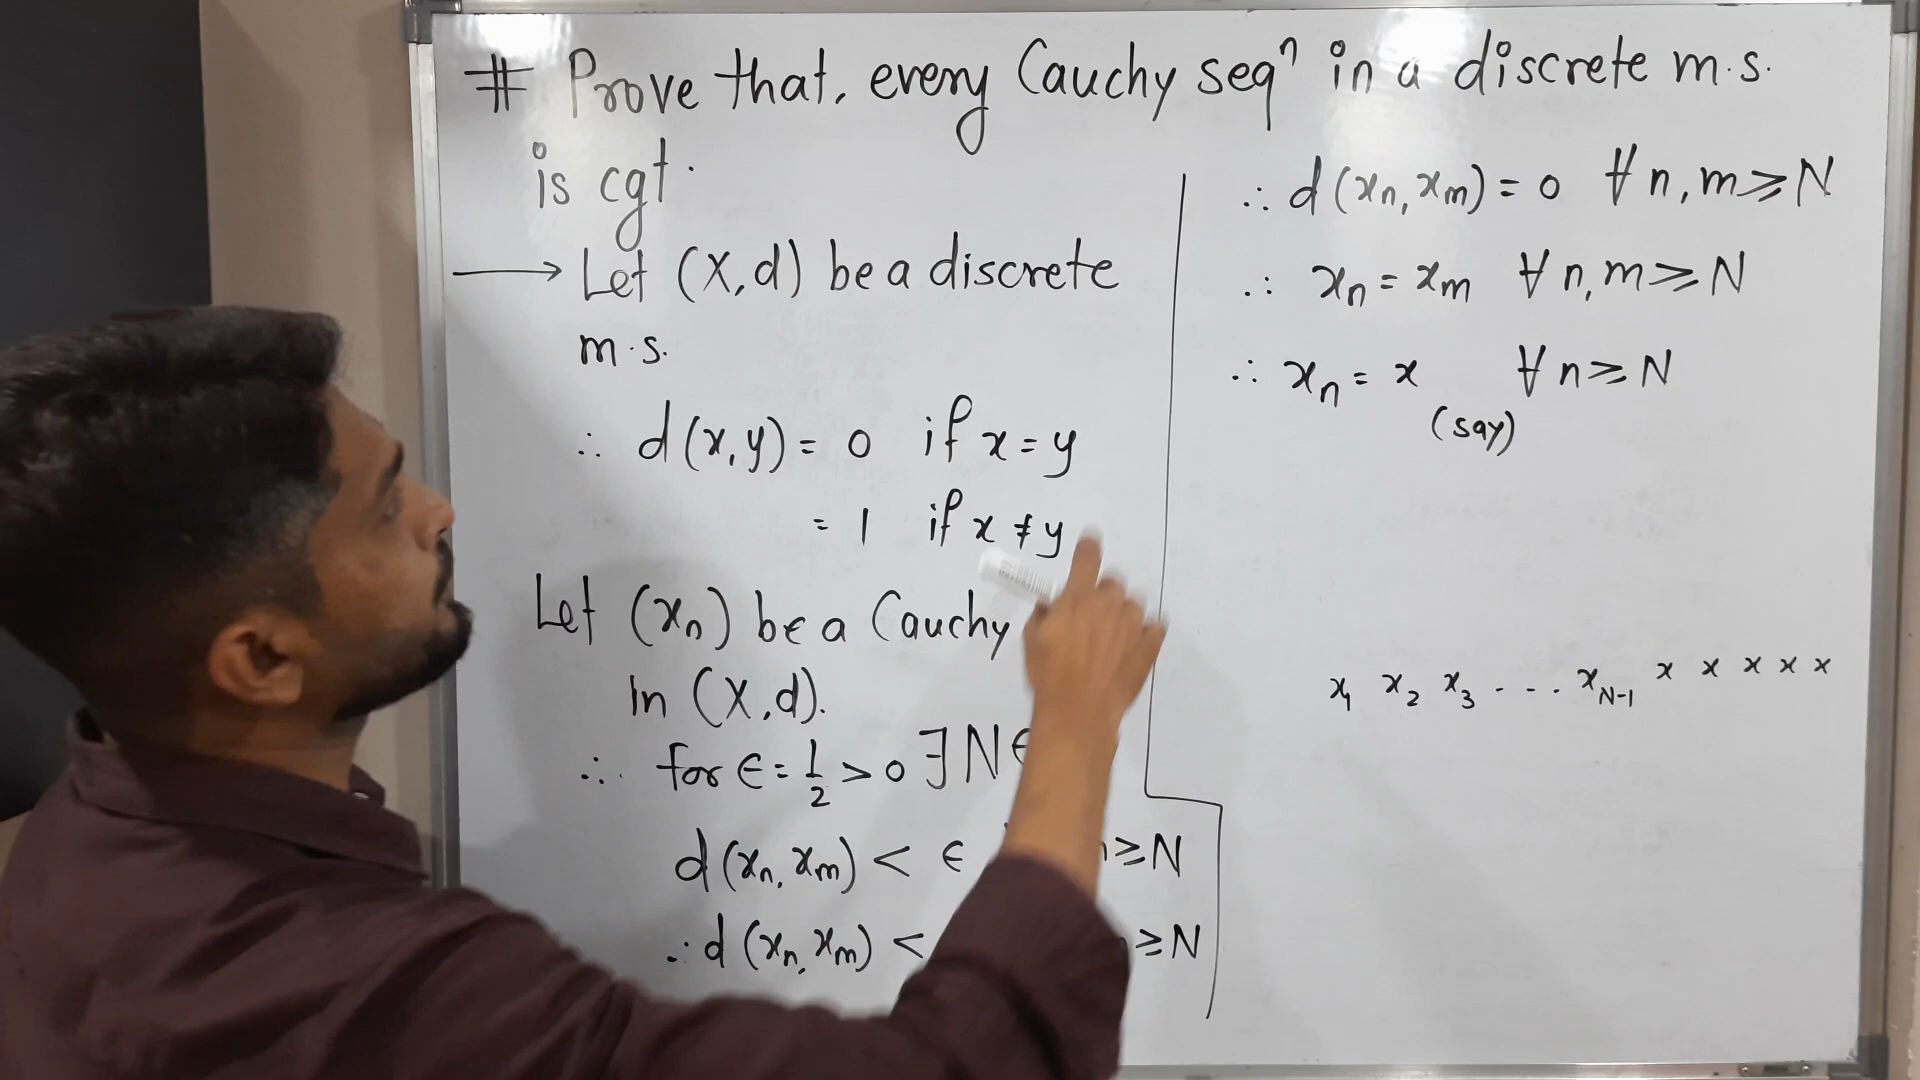 # Prove that, every Cauchy seqⁿ in a discrete m.s.
is cgt.
→ Let (X,d) be a discrete
m.s.
∴ d(x,y) = 0 if x = y
= 1 if x ≠ y
Let (xₙ) be a Cauchy
in (X,d).
∴ for ϵ = 1/2 > 0 ∃ N ∈
d(xₙ, xₘ) < ϵ ≥ N
∴ d(xₙ, xₘ) < ≥ N
∴ d(xₙ, xₘ) = 0 ∀ n, m ≥ N
∴ xₙ = xₘ ∀ n, m ≥ N
∴ xₙ = x ∀ n ≥ N
(say)
x₁ x₂ x₃ - - - . x_{N-1} x x x x x